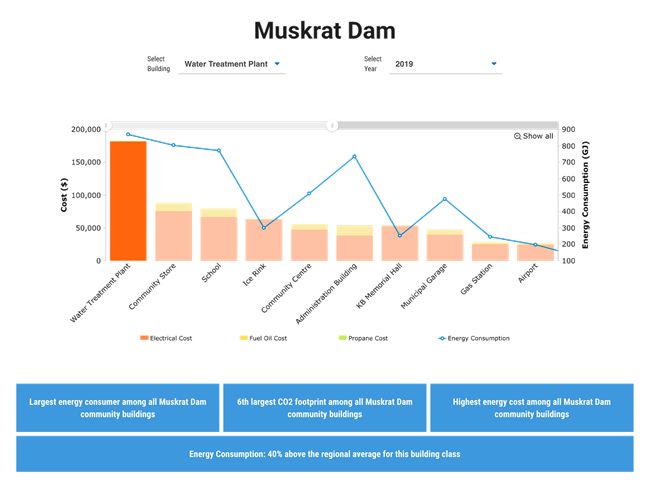 Muskrat Dam
Select
Building
Water Treatment Plant
Select
Year
2019
Show all
200,000
150,000
100,000
50,000
0
Cost ($)
900
800
700
600
500
400
300
200
100
Energy Consumption (GJ)
Water Treatment Plant
Community Store
School
Ice Rink
Community Centre
Administration Building
KB Memorial Hall
Municipal Garage
Gas Station
Airport
Electrical Cost
Fuel Oil Cost
Propane Cost
Energy Consumption
Largest energy consumer among all Muskrat Dam
community buildings
6th largest CO2 footprint among all Muskrat Dam
community buildings
Highest energy cost among all Muskrat Dam
community buildings
Energy Consumption: 40% above the regional average for this building class